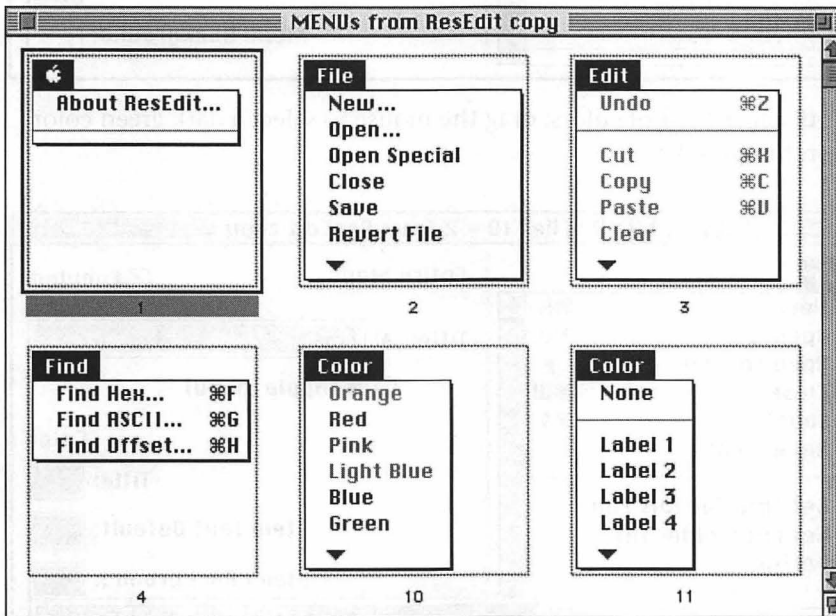 MENUs from ResEdit copy
About ResEdit...
1
File
New...
Open...
Open Special
Close
Save
Revert File
2
Edit
Undo ⌘Z
Cut ⌘X
Copy ⌘C
Paste ⌘V
Clear
3
Find
Find Hex... ⌘F
Find ASCII... ⌘G
Find Offset... ⌘H
4
Color
Orange
Red
Pink
Light Blue
Blue
Green
10
Color
None
Label 1
Label 2
Label 3
Label 4
11